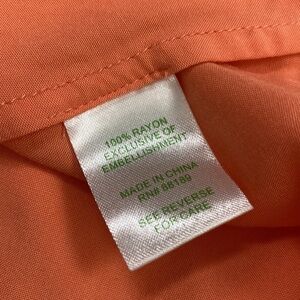 100% RAYON
EXCLUSIVE OF
EMBELLISHMENT
MADE IN CHINA
RN# 88189
SEE REVERSE
FOR CARE